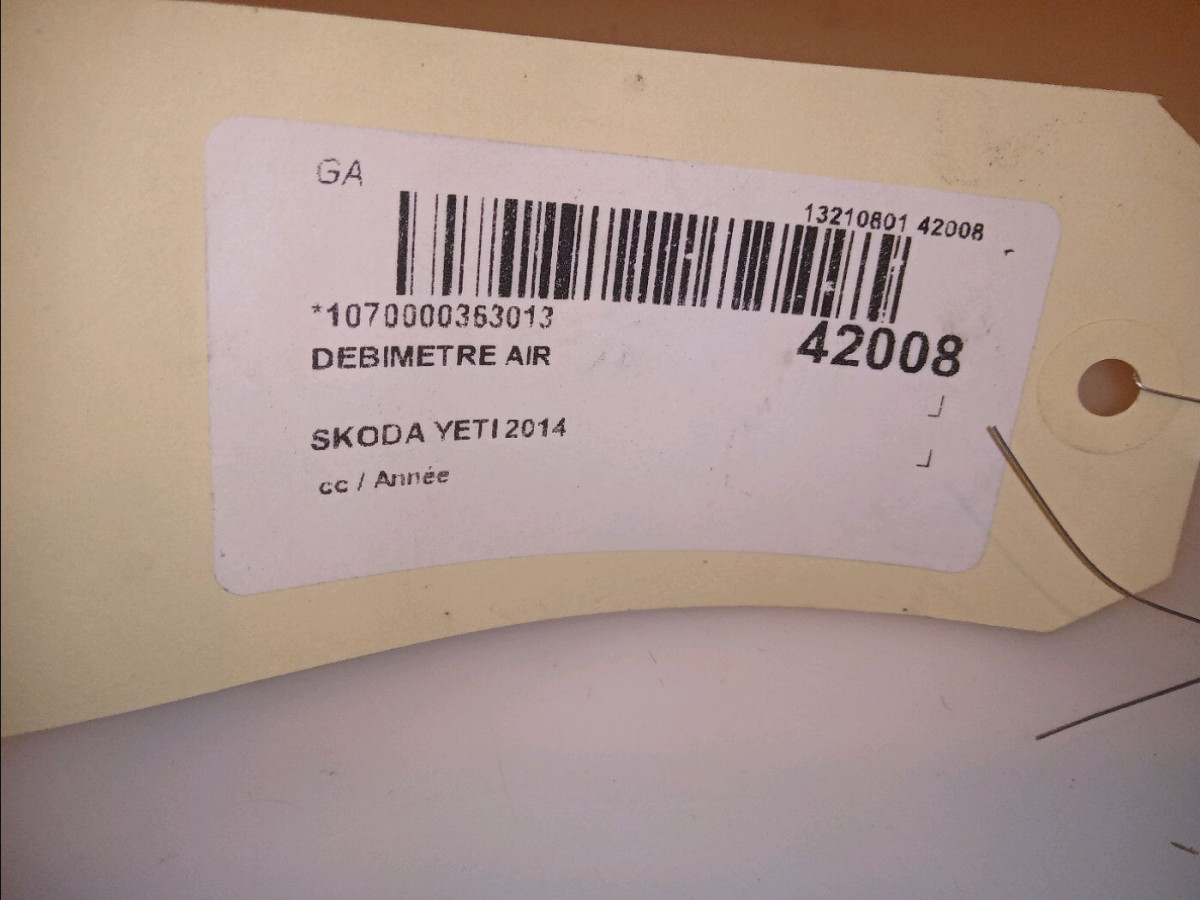 GA
13210801 42008
*1070000363013
42008
DEBIMETRE AIR
SKODA YETI 2014
cc / Année